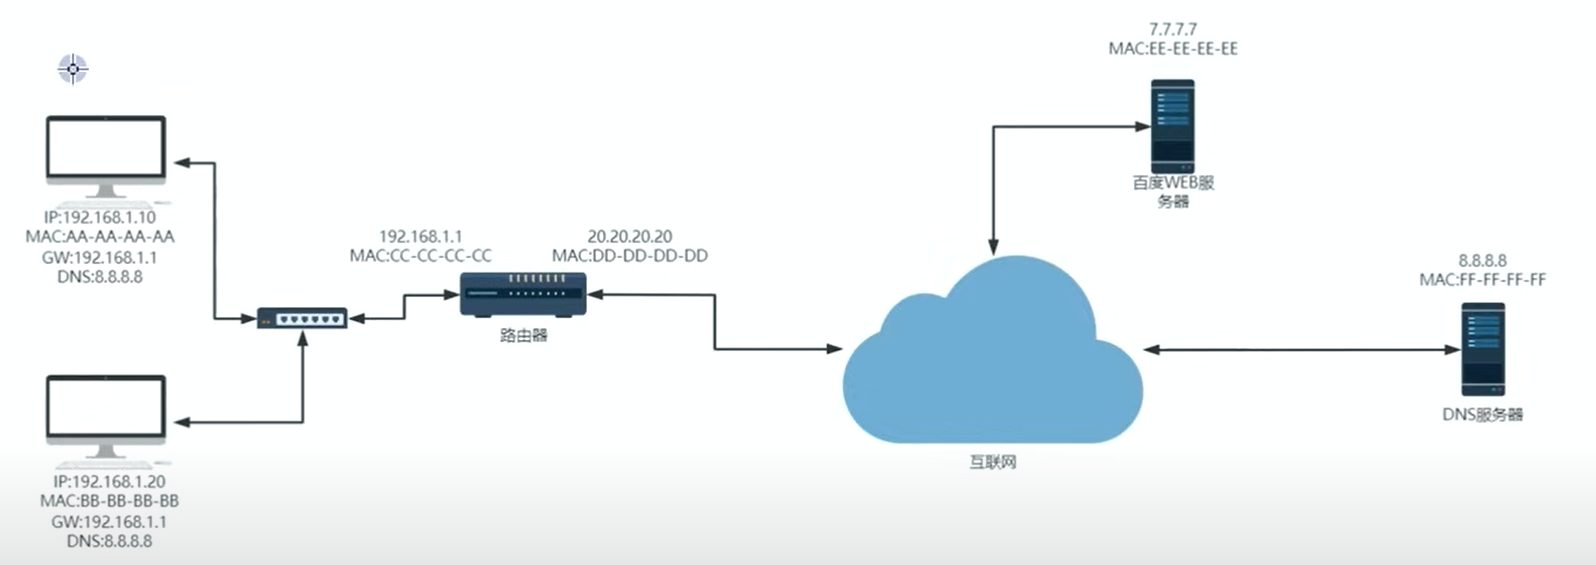 7.7.7.7
MAC:EE-EE-EE-EE
百度WEB服
务器
IP:192.168.1.10
MAC:AA-AA-AA-AA
GW:192.168.1.1
DNS:8.8.8.8
192.168.1.1
MAC:CC-CC-CC-CC
20.20.20.20
MAC:DD-DD-DD-DD
路由器
8.8.8.8
MAC:FF-FF-FF-FF
DNS服务器
互联网
IP:192.168.1.20
MAC:BB-BB-BB-BB
GW:192.168.1.1
DNS:8.8.8.8